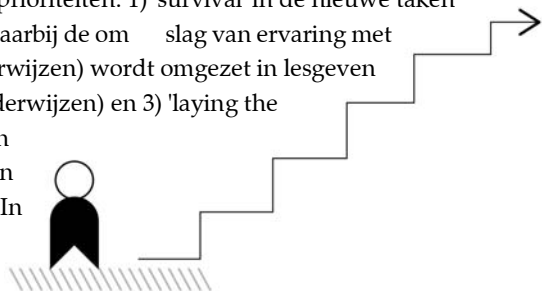 prioriteiten: 1) 'survival' in de nieuwe taken
aarbij de om slag van ervaring met
rwijzen) wordt omgezet in lesgeven
derwijzen) en 3) 'laying the
n
n
In